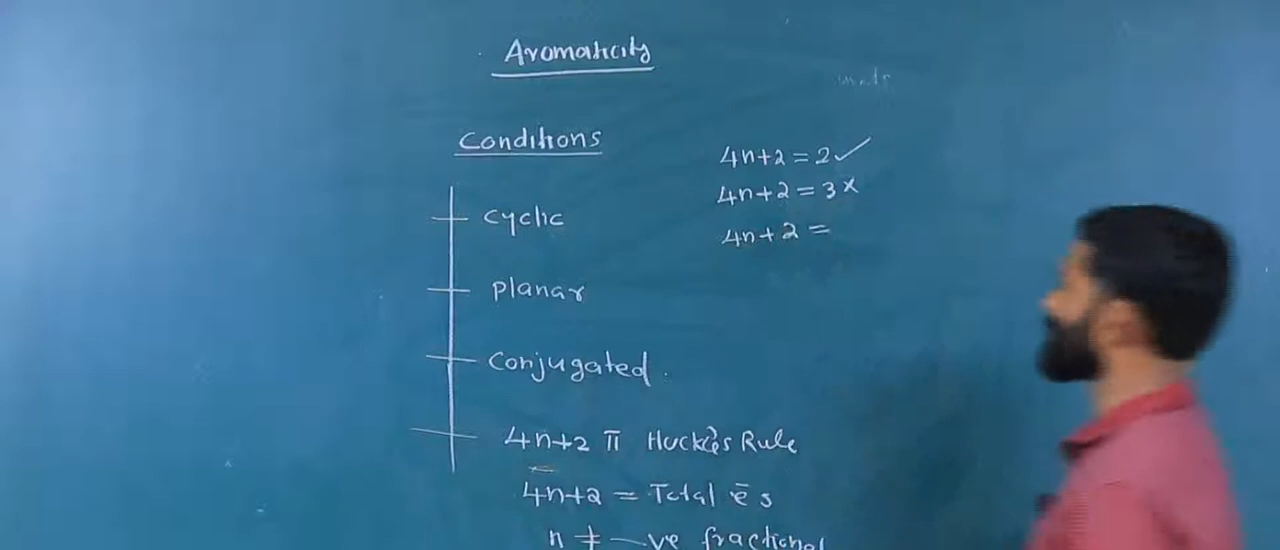 Aromaticity
Conditions
cyclic
Planar
Conjugated.
4n+2 π Huckel's Rule
4n+2 = Total ēs
n ≠ -ve fractional
4n+2 = 2 ✓
4n+2 = 3 ×
4n+2 =